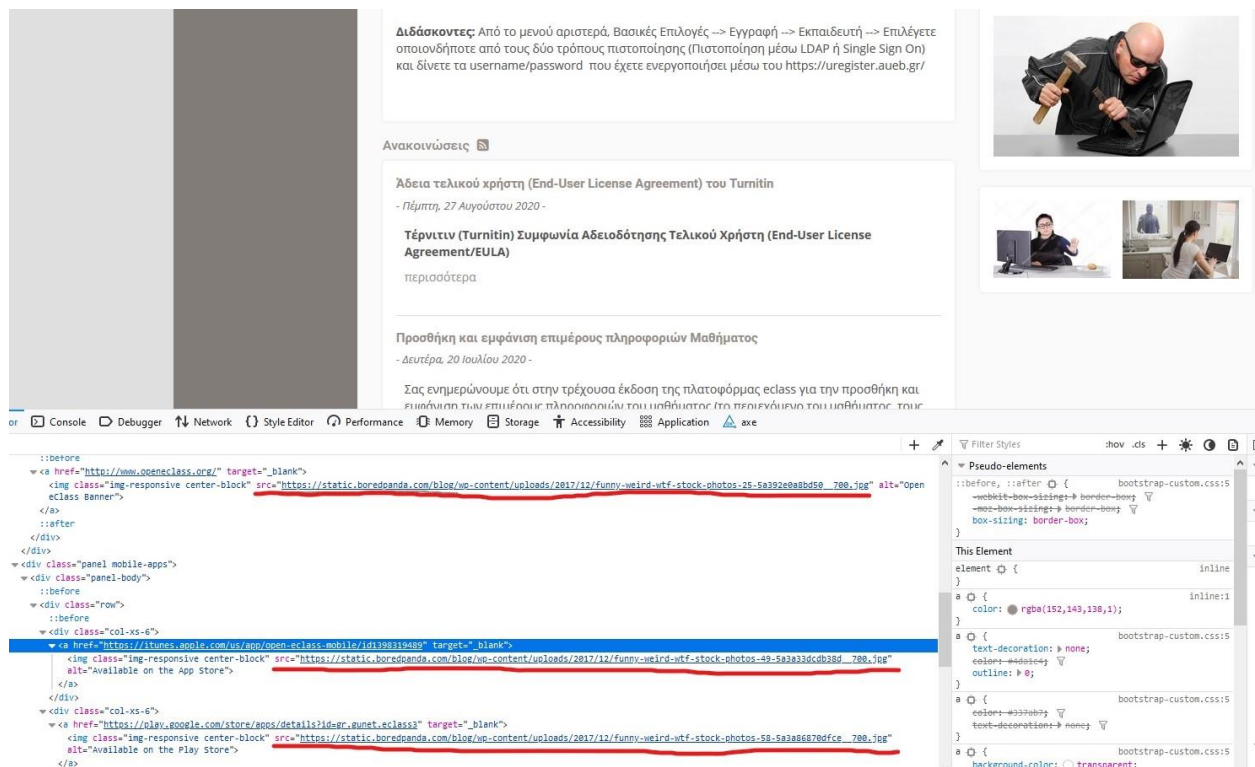 Διδάσκοντες: Από το μενού αριστερά, Βασικές Επιλογές --> Εγγραφή --> Εκπαιδευτή --> Επιλέγετε
οποιονδήποτε από τους δύο τρόπους πιστοποίησης (Πιστοποίηση μέσω LDAP ή Single Sign On)
και δίνετε τα username/password που έχετε ενεργοποιήσει μέσω του https://uregister.aueb.gr/
Ανακοινώσεις
Άδεια τελικού χρήστη (End-User License Agreement) του Turnitin
- Πέμπτη, 27 Αυγούστου 2020 -
Τέρνιτιν (Turnitin) Συμφωνία Αδειοδότησης Τελικού Χρήστη (End-User License
Agreement/EULA)
περισσότερα
Προσθήκη και εμφάνιση επιμέρους πληροφοριών Μαθήματος
- Δευτέρα, 20 Ιουλίου 2020 -
Σας ενημερώνουμε ότι στην τρέχουσα έκδοση της πλατφόρμας eclass για την προσθήκη και
εμφάνιση των επιμέρους πληροφοριών του μαθήματος (το περιεχόμενο του μαθήματος, τους
or Console Debugger Network {} Style Editor Performance Memory Storage Accessibility Application axe
::before
<a href="http://www.openeclass.org/" target="_blank">
<img class="img-responsive center-block" src="https://static.boredpanda.com/blog/wp-content/uploads/2017/12/funny-weird-wtf-stock-photos-25-5a392e0a8bd50__700.jpg" alt="Open
eClass Banner">
</a>
::after
</div>
</div>
<div class="panel mobile-apps">
<div class="panel-body">
::before
<div class="row">
::before
<div class="col-xs-6">
<a href="https://itunes.apple.com/us/app/open-eclass-mobile/id1398319489" target="_blank">
<img class="img-responsive center-block" src="https://static.boredpanda.com/blog/wp-content/uploads/2017/12/funny-weird-wtf-stock-photos-49-5a3a33dcdb38d__700.jpg"
alt="Available on the App Store">
</a>
</div>
<div class="col-xs-6">
<a href="https://play.google.com/store/apps/details?id=gr.gunet.eclass3" target="_blank">
<img class="img-responsive center-block" src="https://static.boredpanda.com/blog/wp-content/uploads/2017/12/funny-weird-wtf-stock-photos-58-5a3a86870dfce__700.jpg"
alt="Available on the Play Store">
</a>
Filter Styles :hov .cls
Pseudo-elements
::before, ::after { bootstrap-custom.css:5
-webkit-box-sizing: border-box;
-moz-box-sizing: border-box;
box-sizing: border-box;
}
This Element
element { inline
}
a { inline:1
color: rgba(152,143,138,1);
}
a { bootstrap-custom.css:5
text-decoration: none;
color: #4da1c4;
outline: 0;
}
a { bootstrap-custom.css:5
color: #337ab7;
text-decoration: none;
}
a { bootstrap-custom.css:5
background-color: transparent;